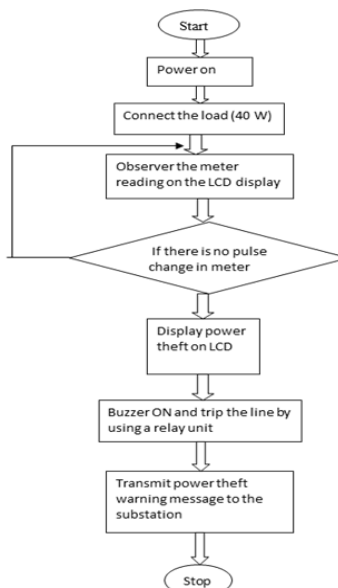 Start
Power on
Connect the load (40 W)
Observer the meter
reading on the LCD display
If there is no pulse
change in meter
Display power
theft on LCD
Buzzer ON and trip the line by
using a relay unit
Transmit power theft
warning message to the
substation
Stop